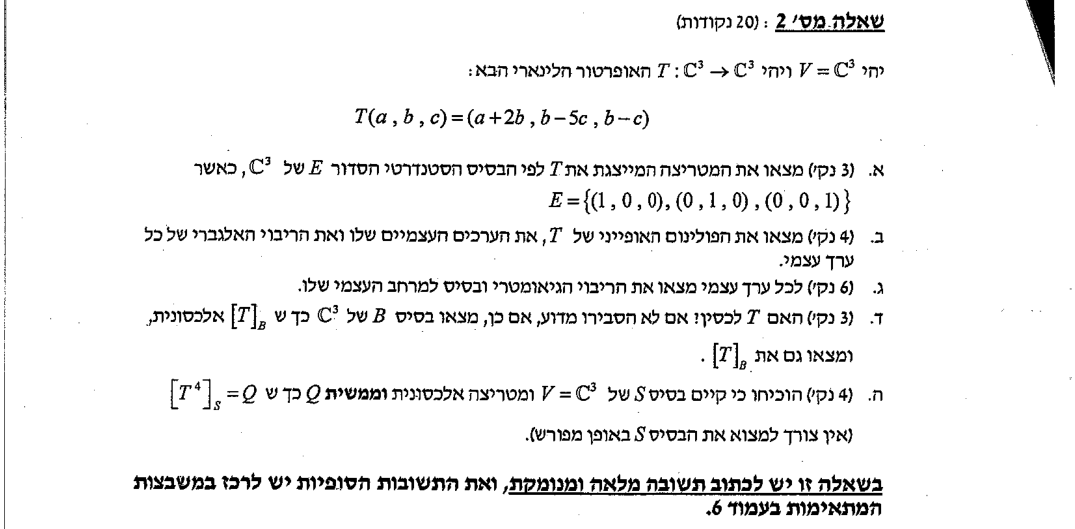 שאלה מס' 2 : (20 נקודות)
יהי V = ℂ³ ויהי T : ℂ³ → ℂ³ האופרטור הלינארי הבא:
T(a , b , c) = (a+2b , b−5c , b−c)
א. (3 נק') מצאו את המטריצה המייצגת את T לפי הבסיס הסטנדרטי הסדור E של ℂ³, כאשר
E = {(1 , 0 , 0), (0 , 1 , 0) , (0 , 0 , 1)}
ב. (4 נק') מצאו את הפולינום האופייני של T, את הערכים העצמיים שלו ואת הריבוי האלגברי של כל
ערך עצמי.
ג. (6 נק') לכל ערך עצמי מצאו את הריבוי הגיאומטרי ובסיס למרחב העצמי שלו.
ד. (3 נק') האם T לכסין? אם לא הסבירו מדוע, אם כן, מצאו בסיס B של ℂ³ כך ש [T]_B אלכסונית,
ומצאו גם את [T]_B .
ה. (4 נק') הוכיחו כי קיים בסיס S של V = ℂ³ ומטריצה אלכסונית וממשית Q כך ש [T⁴]_S = Q
(אין צורך למצוא את הבסיס S באופן מפורש).
בשאלה זו יש לכתוב תשובה מלאה ומנומקת, ואת התשובות הסופיות יש לרכז במשבצות
המתאימות בעמוד 6.